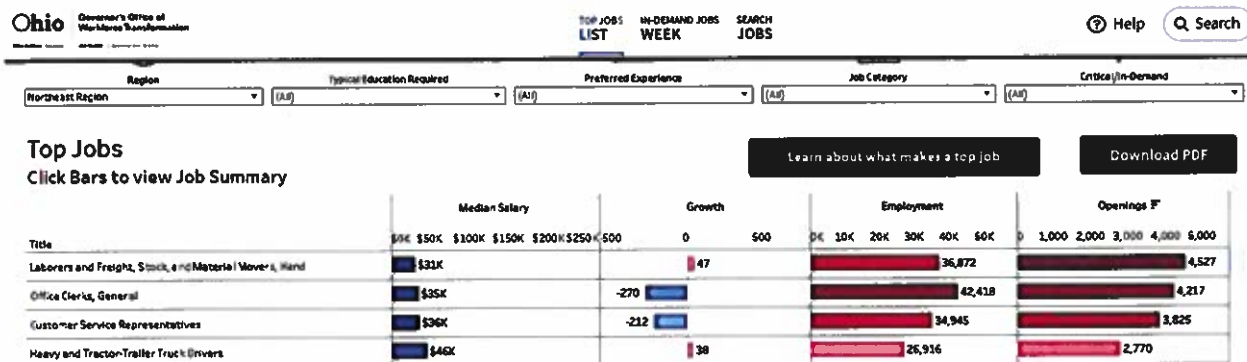 Ohio
Governor's Office of
Workforce Transformation
TOP JOBS
LIST
IN-DEMAND JOBS
WEEK
SEARCH
JOBS
Help
Search
Region
Typical Education Required
Preferred Experience
Job Category
Critical/In-Demand
Northeast Region
(All)
(All)
(All)
(All)
Top Jobs
Click Bars to view Job Summary
Learn about what makes a top job
Download PDF
Median Salary
Growth
Employment
Openings
Title
$0K $50K $100K $150K $200K $250K -500 0 500 0K 10K 20K 30K 40K 50K 0 1,000 2,000 3,000 4,000 5,000
Laborers and Freight, Stock, and Material Movers, Hand $31K 47 36,872 4,527
Office Clerks, General $35K -270 42,418 4,217
Customer Service Representatives $36K -212 34,945 3,825
Heavy and Tractor-Trailer Truck Drivers $46K 38 26,916 2,770